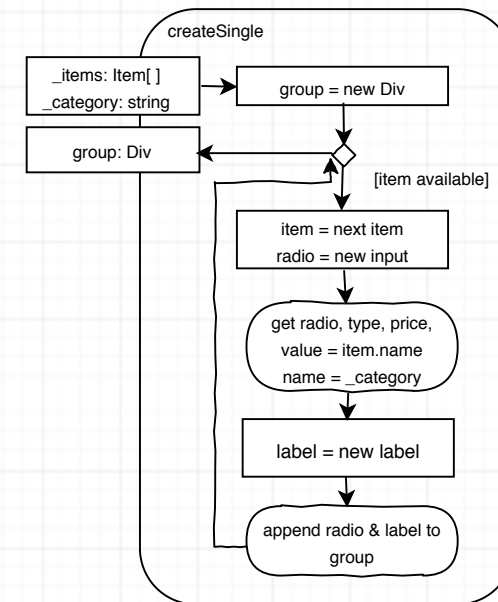 createSingle
_items: Item[ ]
_category: string
group = new Div
group: Div
[item available]
item = next item
radio = new input
get radio, type, price,
value = item.name
name = _category
label = new label
append radio & label to
group